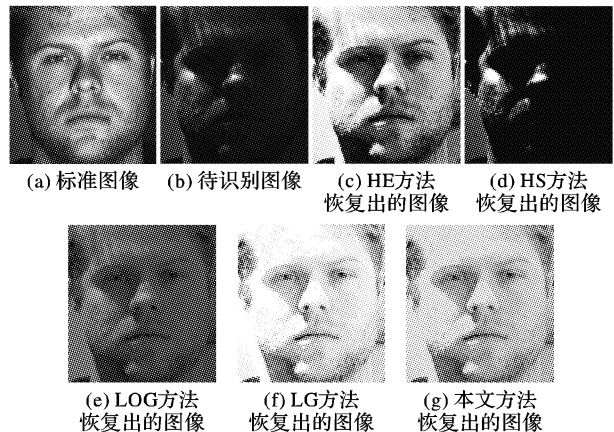 (a) 标准图像
(b) 待识别图像
(c) HE方法
恢复出的图像
(d) HS方法
恢复出的图像
(e) LOG方法
恢复出的图像
(f) LG方法
恢复出的图像
(g) 本文方法
恢复出的图像